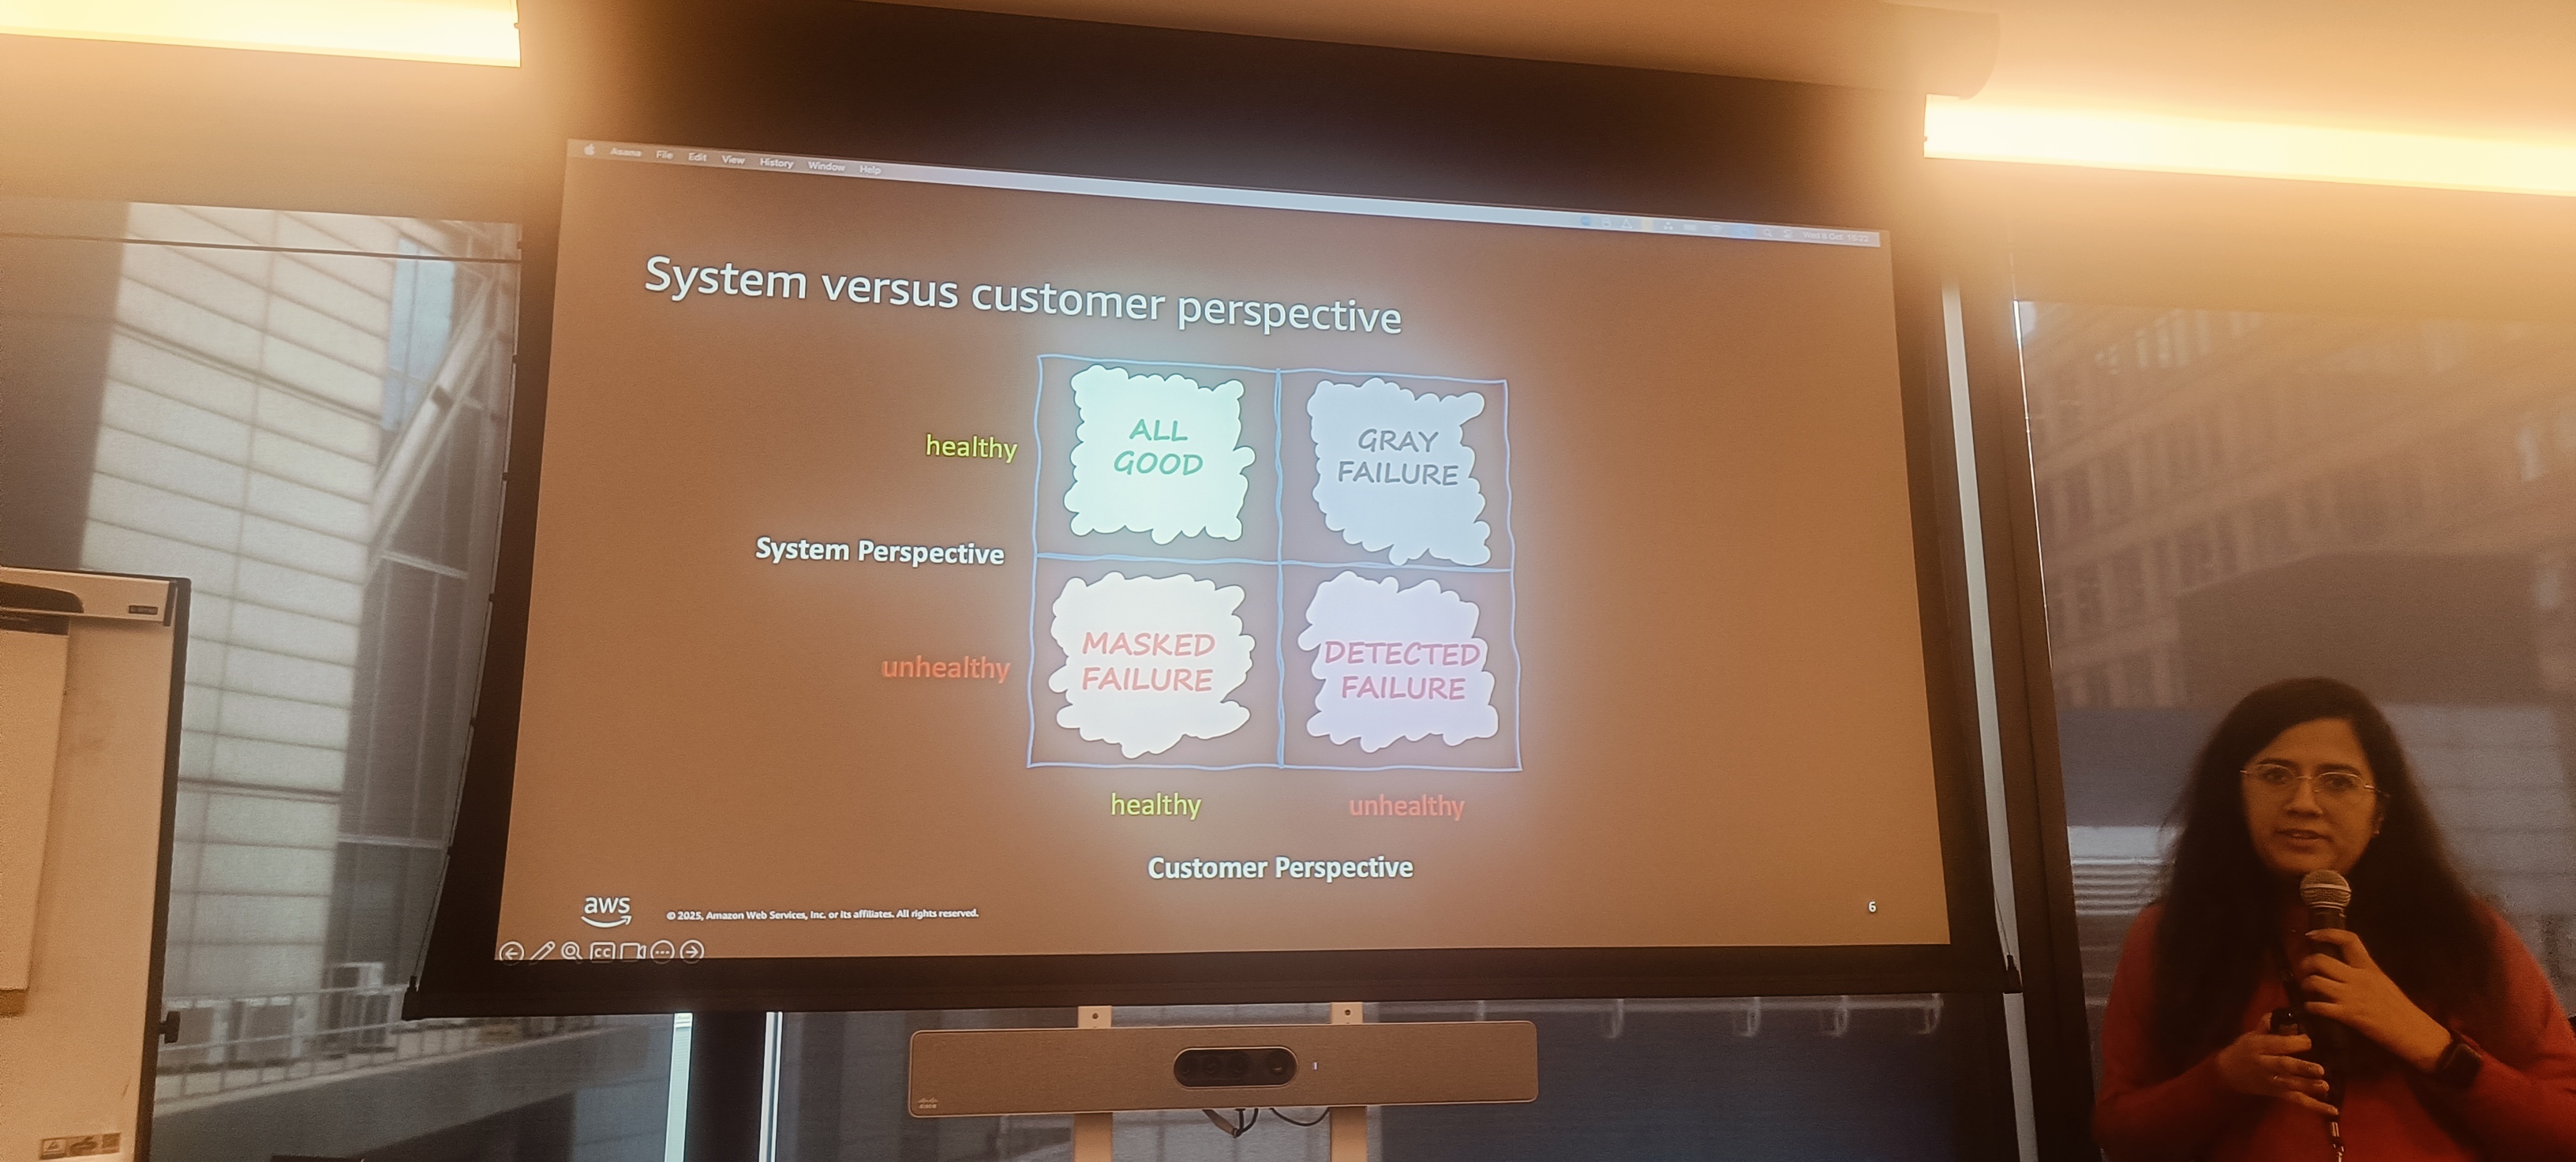 Asana File Edit View History Window Help
System versus customer perspective
healthy
ALL
GOOD
GRAY
FAILURE
System Perspective
unhealthy
MASKED
FAILURE
DETECTED
FAILURE
healthy unhealthy
Customer Perspective
aws © 2025, Amazon Web Services, Inc. or its affiliates. All rights reserved. 6
CC